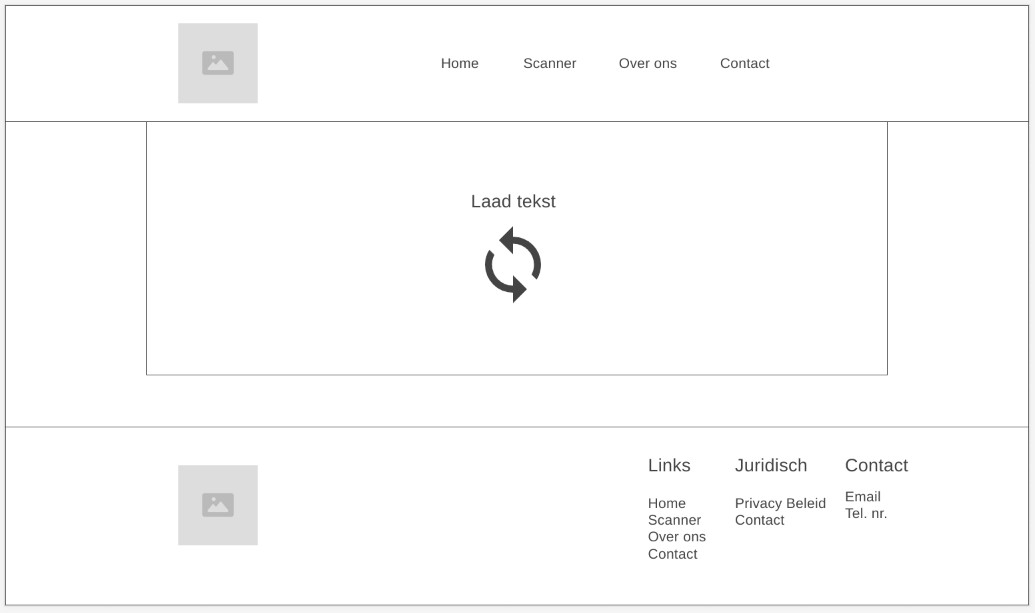 Home
Scanner
Over ons
Contact
Laad tekst
Links
Home
Scanner
Over ons
Contact
Juridisch
Privacy Beleid
Contact
Contact
Email
Tel. nr.